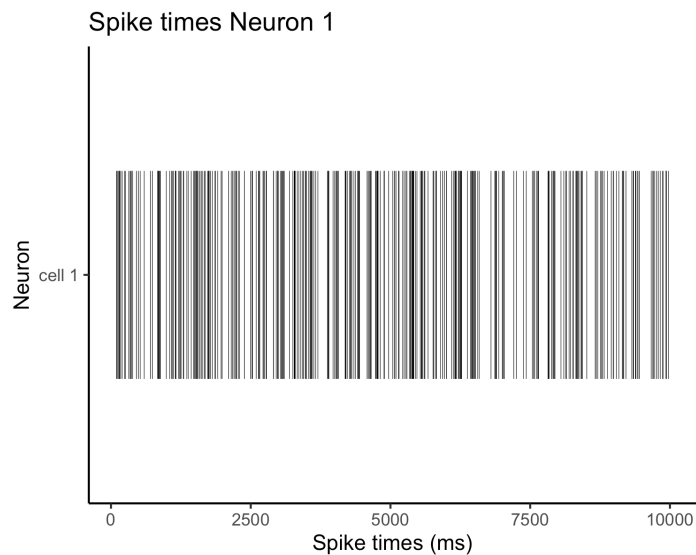 Spike times Neuron 1
Neuron
cell 1
0 2500 5000 7500 10000
Spike times (ms)